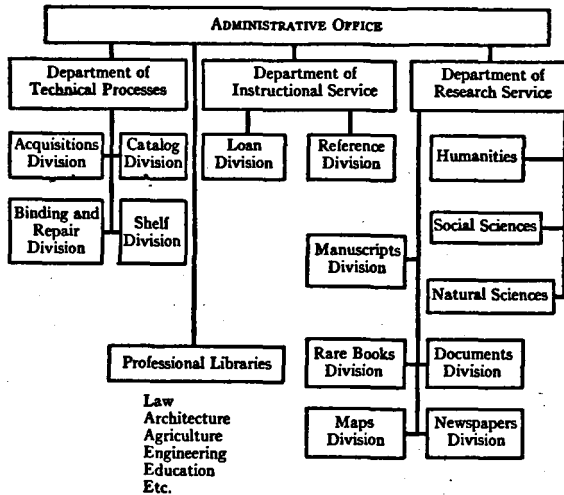 ADMINISTRATIVE OFFICE
Department of
Technical Processes
Department of
Instructional Service
Department of
Research Service
Acquisitions
Division
Catalog
Division
Loan
Division
Reference
Division
Humanities
Binding and
Repair
Division
Shelf
Division
Social Sciences
Manuscripts
Division
Natural Sciences
Professional Libraries
Rare Books
Division
Documents
Division
Law
Architecture
Agriculture
Engineering
Education
Etc.
Maps
Division
Newspapers
Division